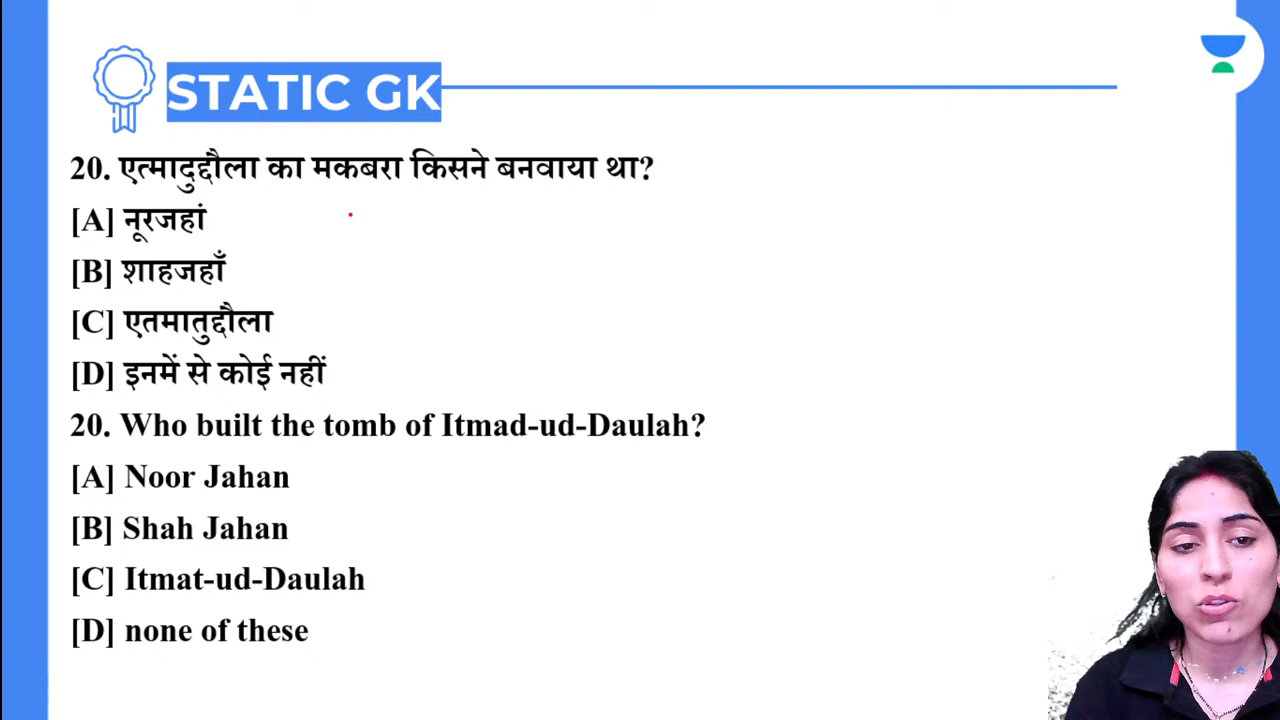 STATIC GK
20. एत्मादुद्दौला का मकबरा किसने बनवाया था?
[A] नूरजहां
[B] शाहजहाँ
[C] एतमातुद्दौला
[D] इनमें से कोई नहीं
20. Who built the tomb of Itmad-ud-Daulah?
[A] Noor Jahan
[B] Shah Jahan
[C] Itmat-ud-Daulah
[D] none of these